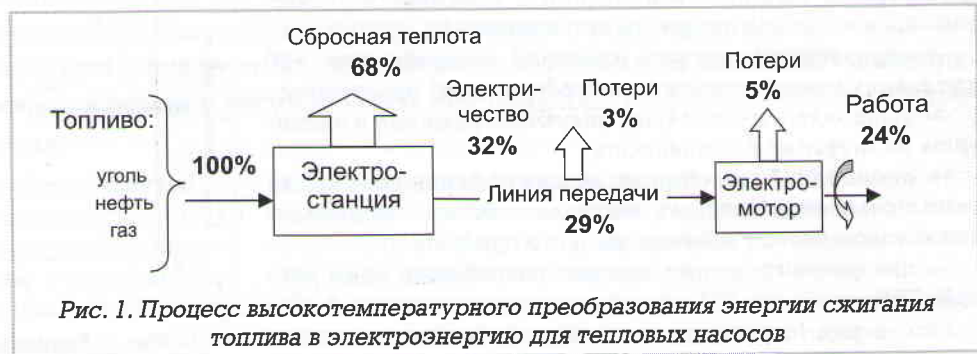 Сбросная теплота
68%
Электри-
чество
32%
Потери
3%
Потери
5%
Работа
24%
Топливо:
уголь
нефть
газ
100%
Электро-
станция
Линия передачи
29%
Электро-
мотор
Рис. 1. Процесс высокотемпературного преобразования энергии сжигания
топлива в электроэнергию для тепловых насосов